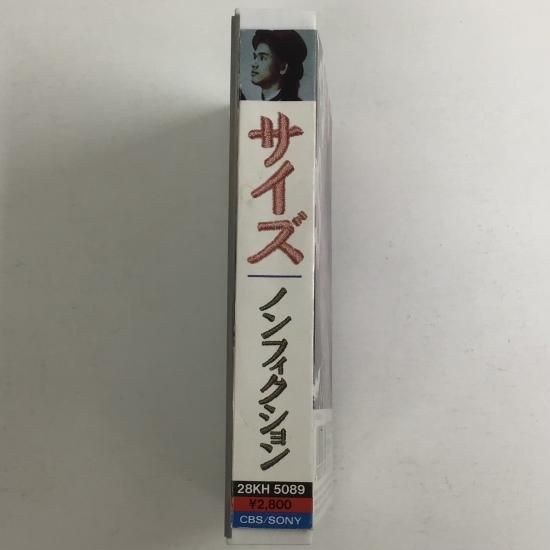 サイズ
ノンフィクション
28KH 5089
¥2,800
CBS/SONY